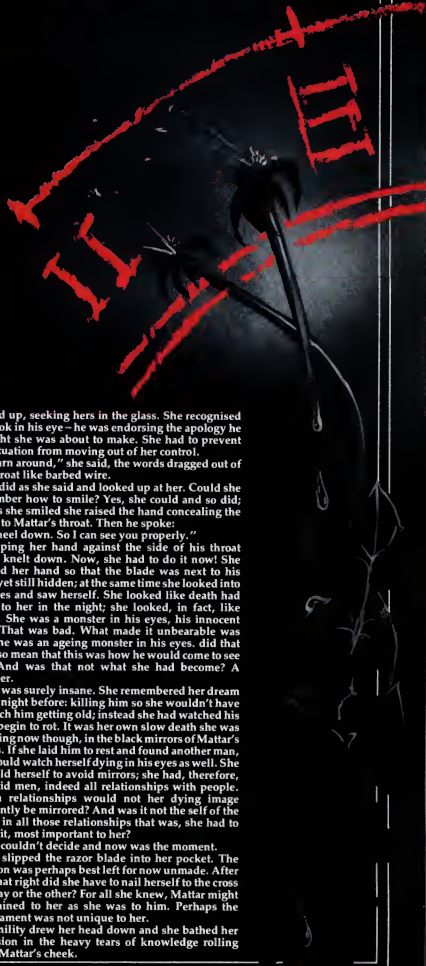 III
II
d up, seeking hers in the glass. She recognised
ok in his eye – he was endorsing the apology he
ght she was about to make. She had to prevent
tuation from moving out of her control.
arn around," she said, the words dragged out of
roat like barbed wire.
did as she said and looked up at her. Could she
mber how to smile? Yes, she could and so did;
s she smiled she raised the hand concealing the
to Mattar's throat. Then he spoke:
neel down. So I can see you properly."
ping her hand against the side of his throat
knelt down. Now, she had to do it now! She
d her hand so that the blade was next to his
yet still hidden; at the same time she looked into
es and saw herself. She looked like death had
to her in the night; she looked, in fact, like
. She was a monster in his eyes, his innocent
That was bad. What made it unbearable was
he was an ageing monster in his eyes. did that
so mean that this was how he would come to see
And was that not what she had become? A
er.
was surely insane. She remembered her dream
night before: killing him so she wouldn't have
ch him getting old; instead she had watched his
begin to rot. It was her own slow death she was
ing now though, in the black mirrors of Mattar's
. If she laid him to rest and found another man,
ould watch herself dying in his eyes as well. She
ld herself to avoid mirrors; she had, therefore,
id men, indeed all relationships with people.
relationships would not her dying image
ntly be mirrored? And was it not the self of the
in all those relationships that was, she had to
it, most important to her?
couldn't decide and now was the moment.
slipped the razor blade into her pocket. The
on was perhaps best left for now unmade. After
hat right did she have to nail herself to the cross
ay or the other? For all she knew, Mattar might
ained to her as she was to him. Perhaps the
ament was not unique to her.
mility drew her head down and she bathed her
sion in the heavy tears of knowledge rolling
Mattar's cheek.